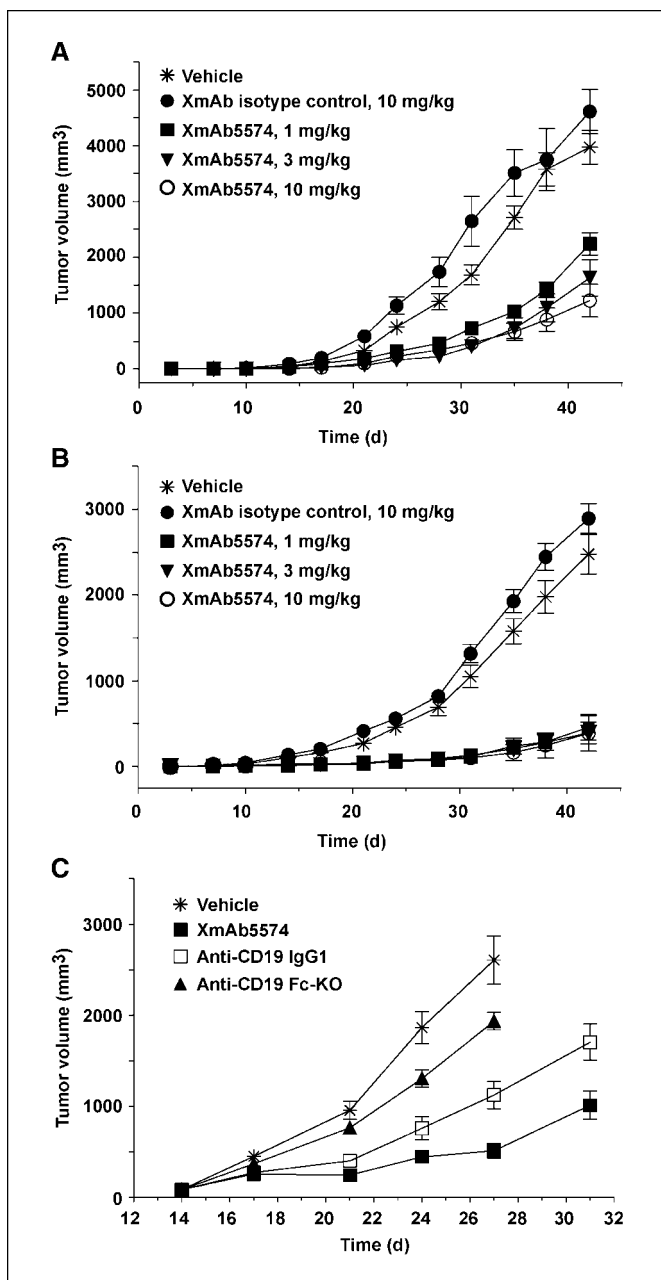 A
Vehicle
XmAb isotype control, 10 mg/kg
XmAb5574, 1 mg/kg
XmAb5574, 3 mg/kg
XmAb5574, 10 mg/kg
Tumor volume (mm3)
5000
4000
3000
2000
1000
0
0 10 20 30 40
Time (d)
B
Vehicle
XmAb isotype control, 10 mg/kg
XmAb5574, 1 mg/kg
XmAb5574, 3 mg/kg
XmAb5574, 10 mg/kg
Tumor volume (mm3)
3000
2000
1000
0
0 10 20 30 40
Time (d)
C
Vehicle
XmAb5574
Anti-CD19 IgG1
Anti-CD19 Fc-KO
Tumor volume (mm3)
3000
2000
1000
0
12 14 16 18 20 22 24 26 28 30 32
Time (d)